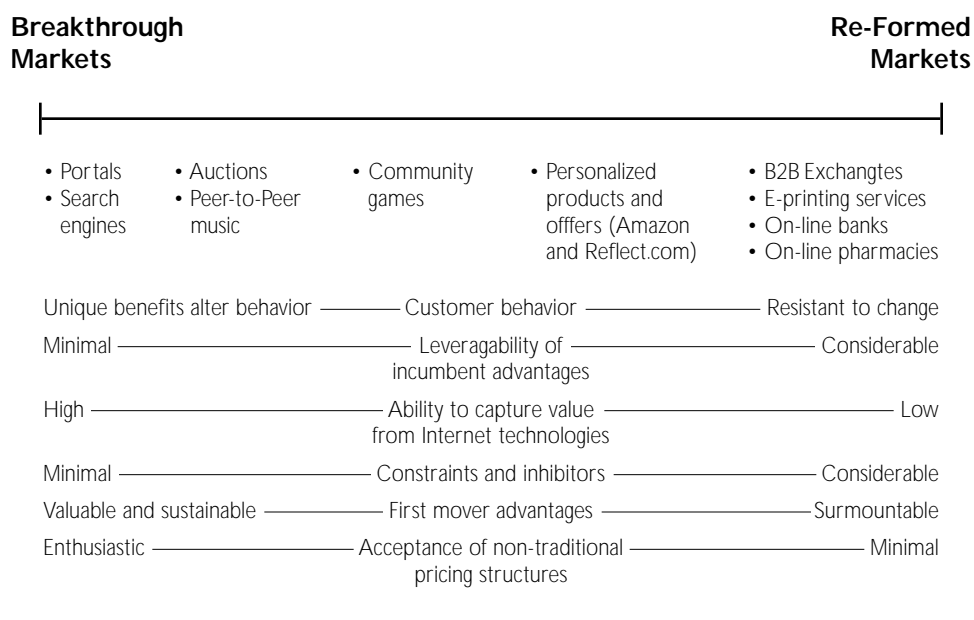 Breakthrough
Markets
Re-Formed
Markets
• Portals
• Search
engines
• Auctions
• Peer-to-Peer
music
• Community
games
• Personalized
products and
offfers (Amazon
and Reflect.com)
• B2B Exchangtes
• E-printing services
• On-line banks
• On-line pharmacies
Unique benefits alter behavior Customer behavior Resistant to change
Minimal Leveragability of Considerable
incumbent advantages
High Ability to capture value Low
from Internet technologies
Minimal Constraints and inhibitors Considerable
Valuable and sustainable First mover advantages Surmountable
Enthusiastic Acceptance of non-traditional Minimal
pricing structures